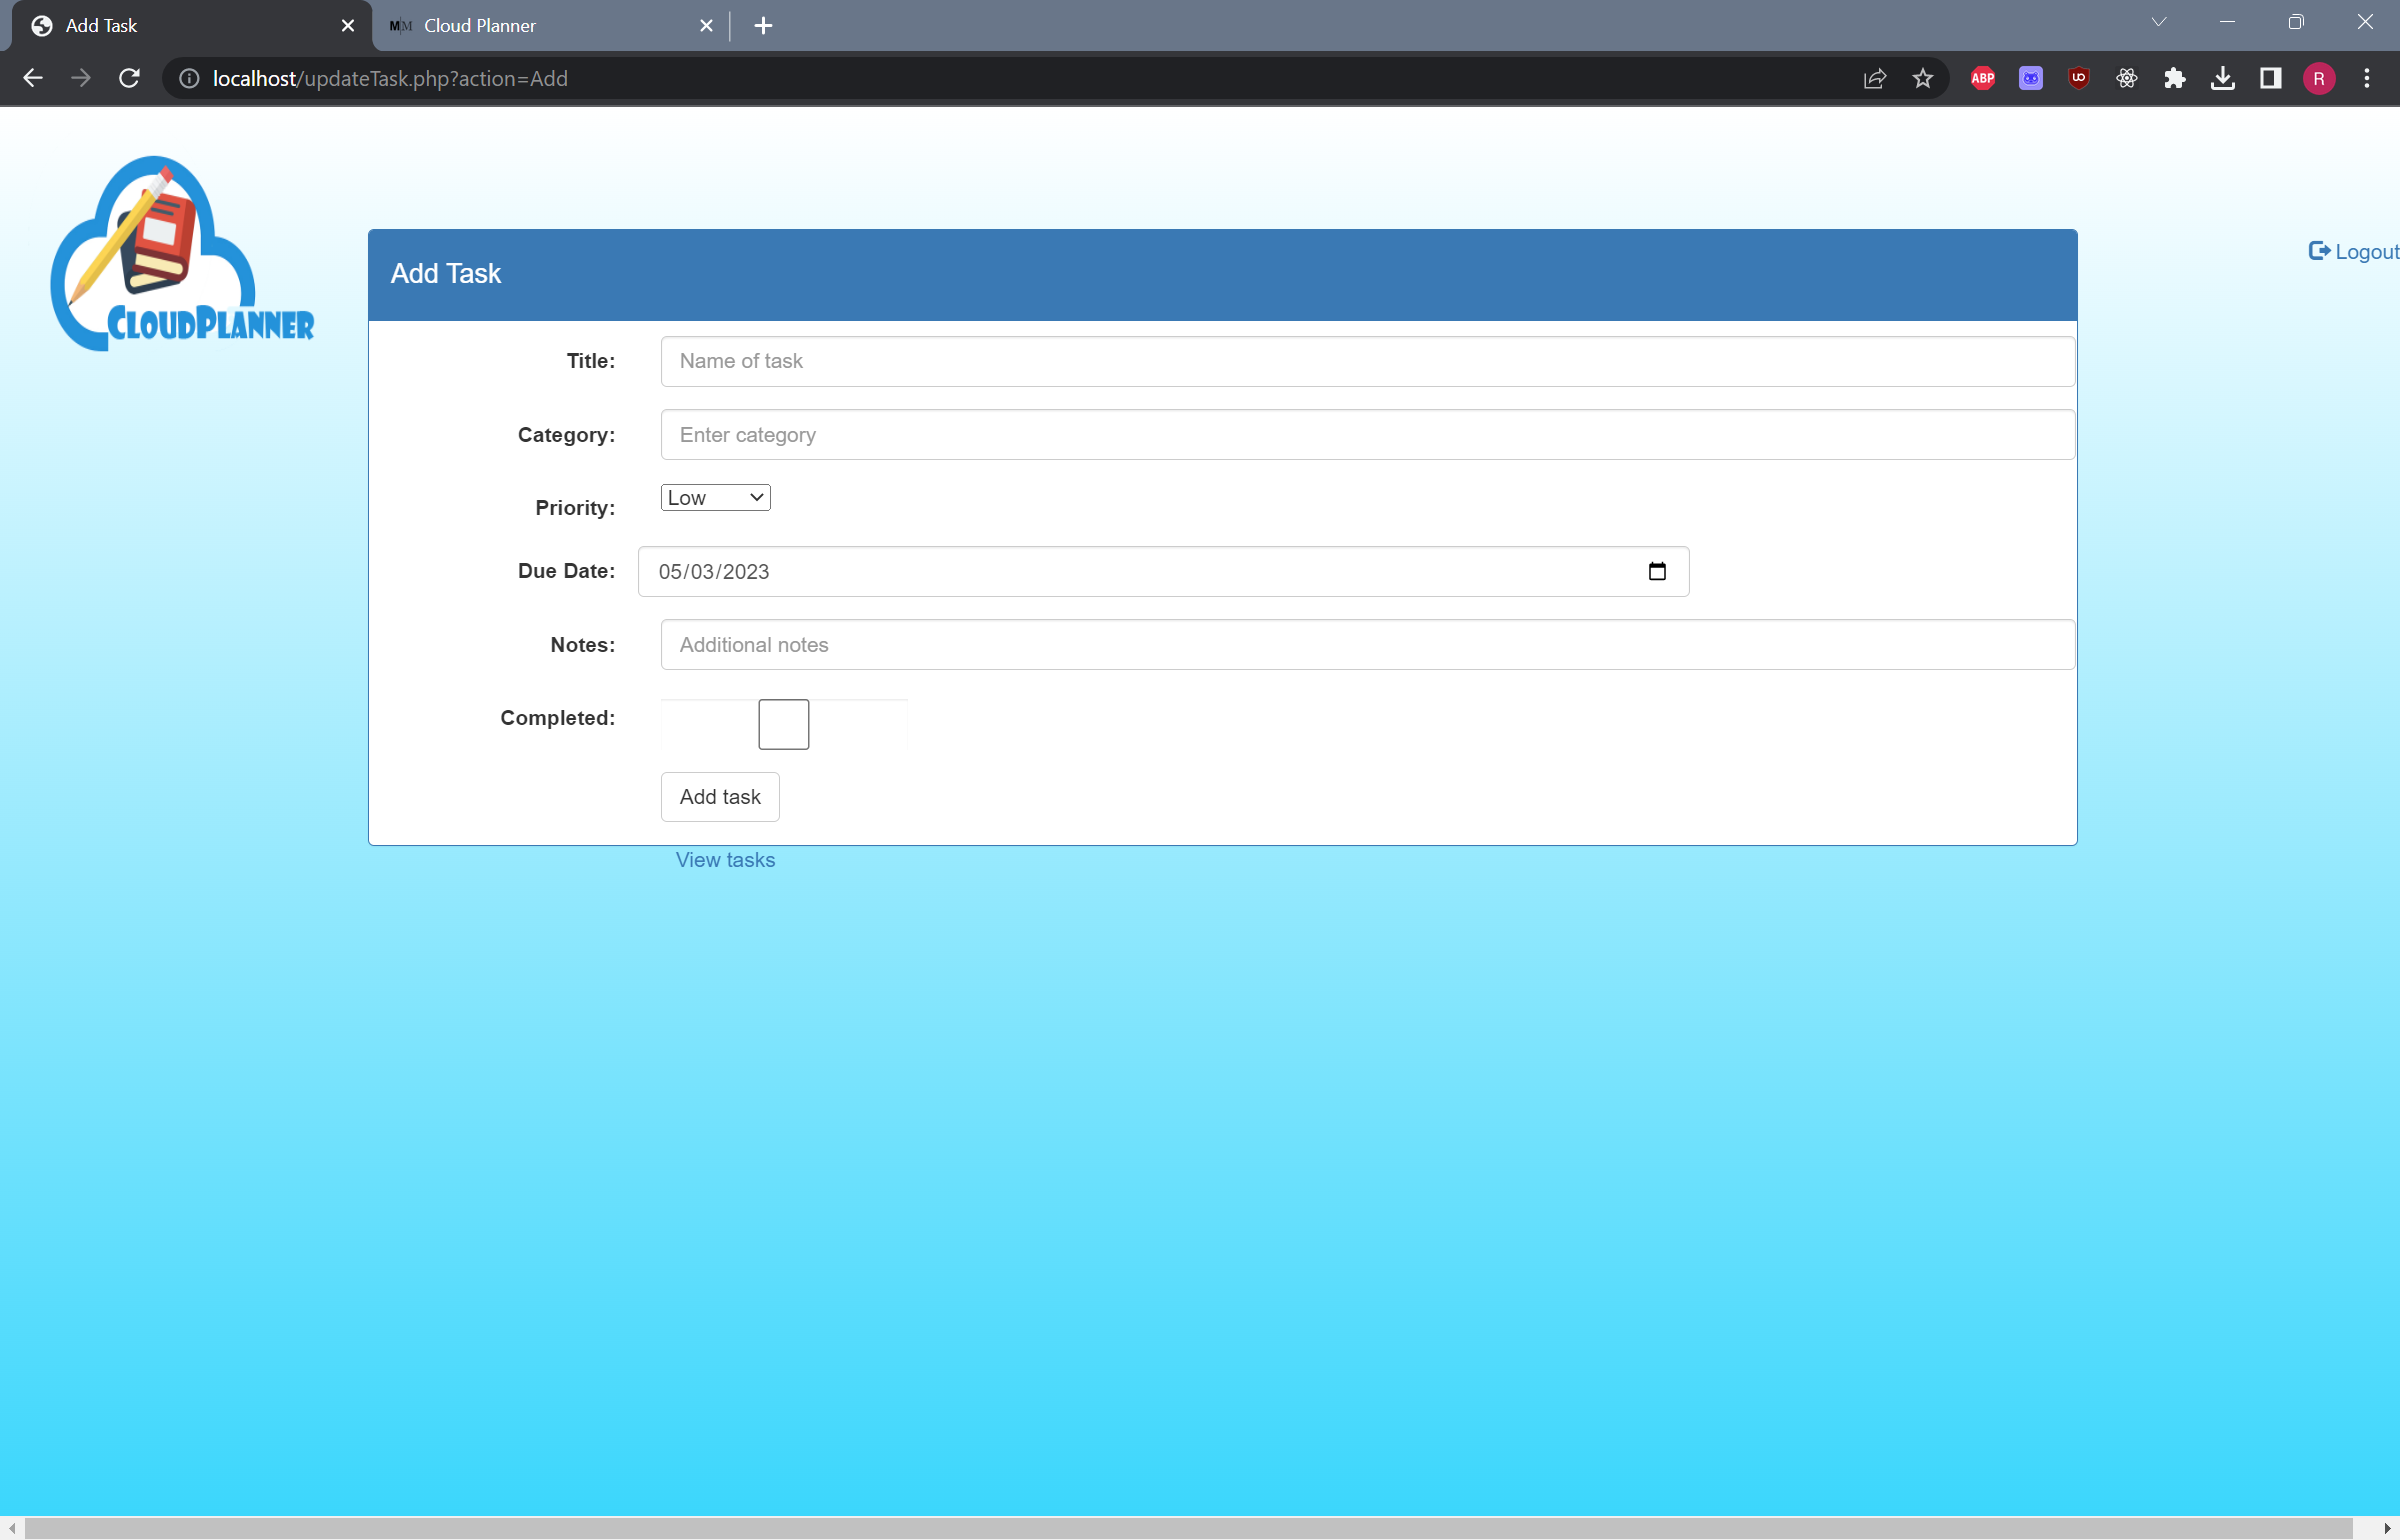 Add Task
M|M Cloud Planner
localhost/updateTask.php?action=Add
ABP
UO
R
CLOUDPLANNER
Logout
Add Task
Title: Name of task
Category: Enter category
Priority: Low
Due Date: 05/03/2023
Notes: Additional notes
Completed:
Add task
View tasks